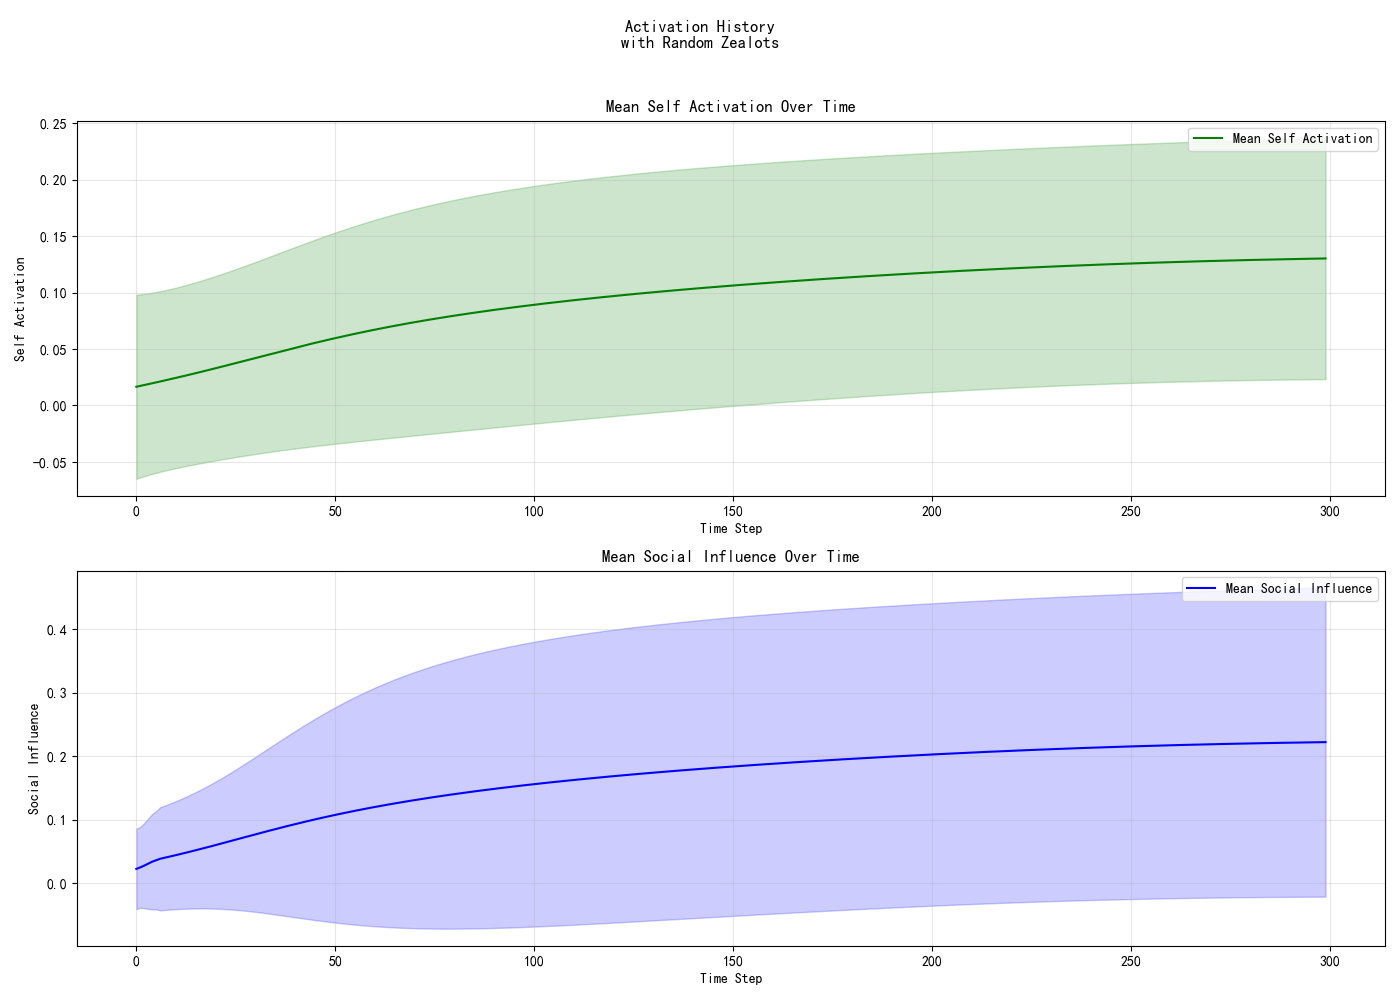 Activation History
with Random Zealots
Mean Self Activation Over Time
Mean Self Activation
Self Activation
0.25
0.20
0.15
0.10
0.05
0.00
-0.05
0 50 100 150 200 250 300
Time Step
Mean Social Influence Over Time
Mean Social Influence
Social Influence
0.4
0.3
0.2
0.1
0.0
0 50 100 150 200 250 300
Time Step